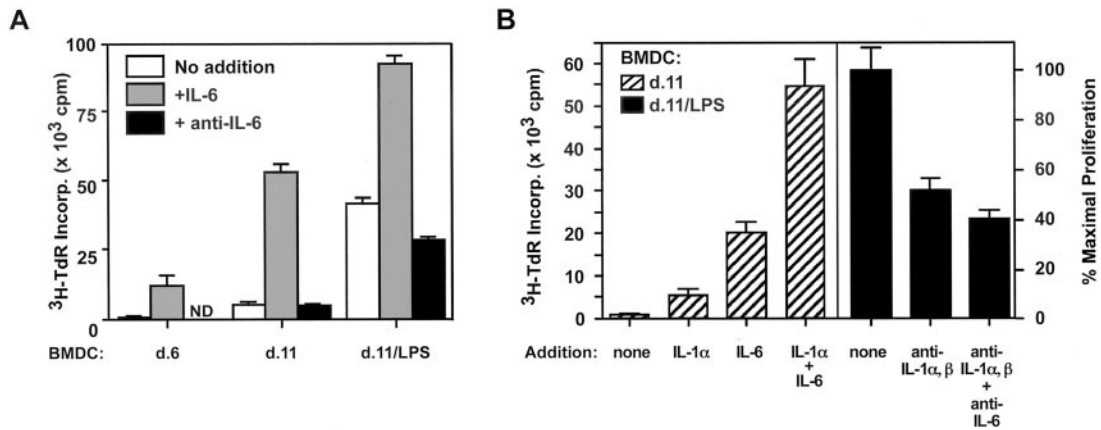 A
³H-TdR Incorp. (x 10³ cpm)
100
75
50
25
0
No addition
+IL-6
+ anti-IL-6
ND
BMDC: d.6 d.11 d.11/LPS
B
³H-TdR Incorp. (x 10³ cpm)
60
50
40
30
20
10
0
BMDC:
d.11
d.11/LPS
100
80
60
40
20
0
% Maximal Proliferation
Addition: none IL-1α IL-6 IL-1α none anti- anti-
+ IL-1α, β IL-1α, β
IL-6 +
anti-
IL-6